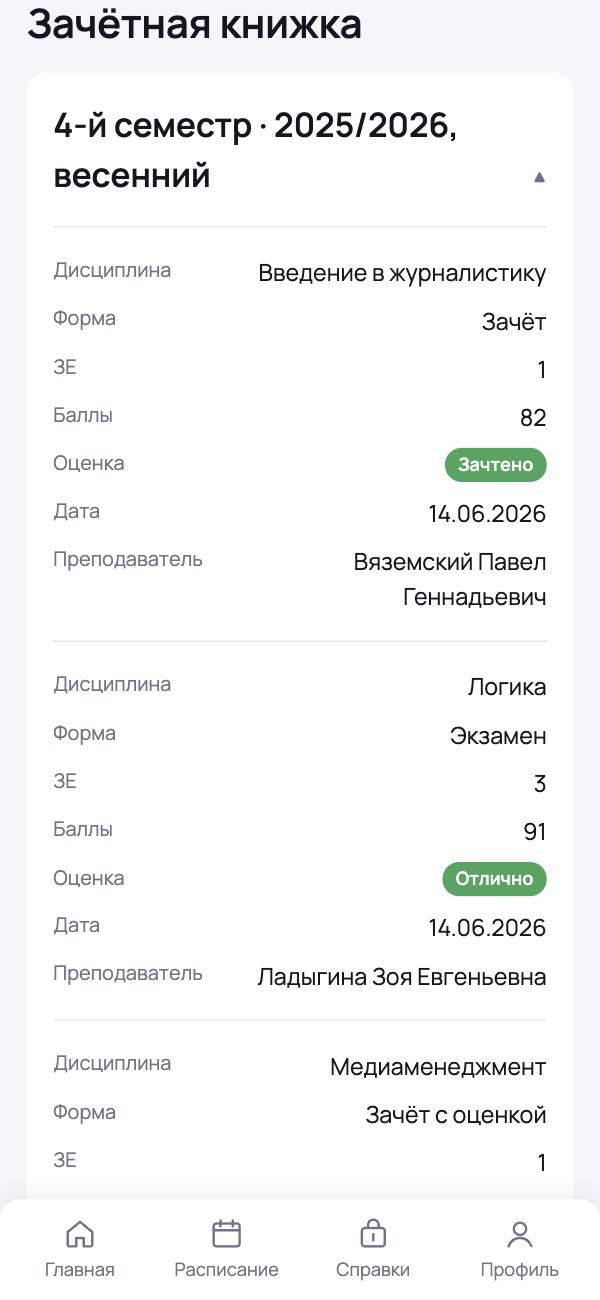 Зачётная книжка
4-й семестр · 2025/2026,
весенний ▲
Дисциплина Введение в журналистику
Форма Зачёт
ЗЕ 1
Баллы 82
Оценка Зачтено
Дата 14.06.2026
Преподаватель Вяземский Павел
Геннадьевич
Дисциплина Логика
Форма Экзамен
ЗЕ 3
Баллы 91
Оценка Отлично
Дата 14.06.2026
Преподаватель Ладыгина Зоя Евгеньевна
Дисциплина Медиаменеджмент
Форма Зачёт с оценкой
ЗЕ 1
Главная Расписание Справки Профиль